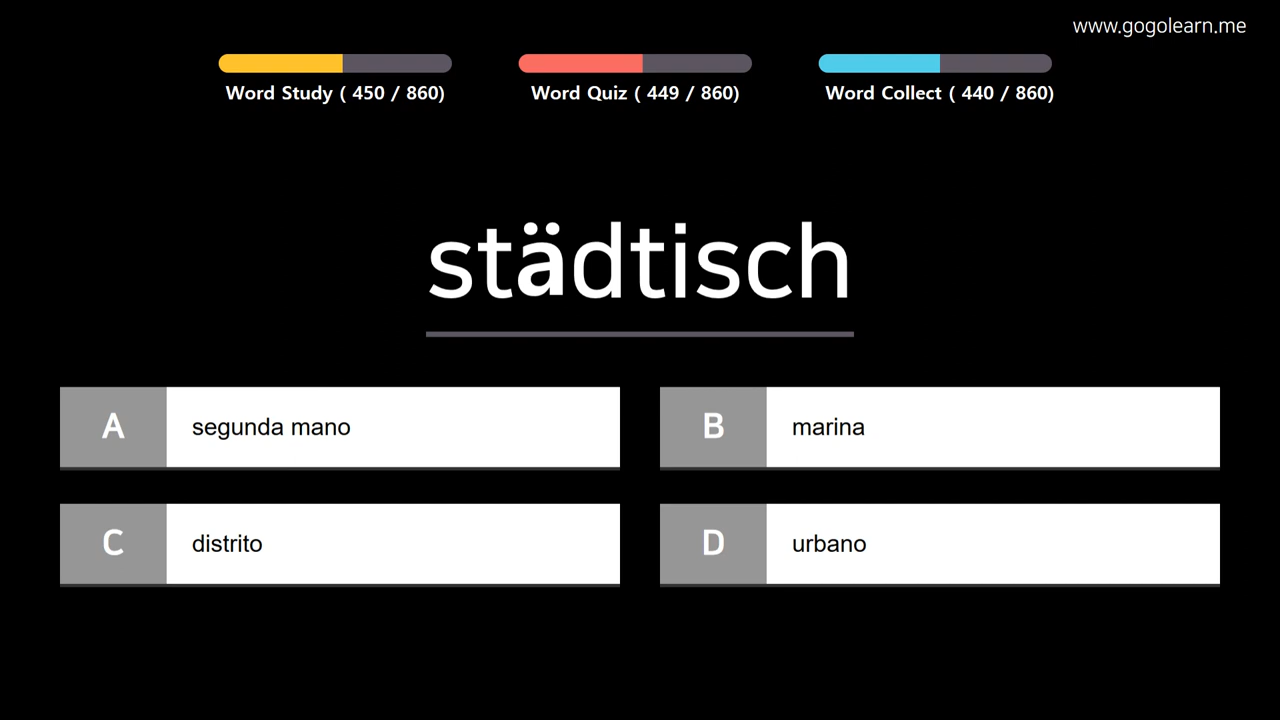 www.gogolearn.me
Word Study ( 450 / 860)
Word Quiz ( 449 / 860)
Word Collect ( 440 / 860)
städtisch
A segunda mano
B marina
C distrito
D urbano